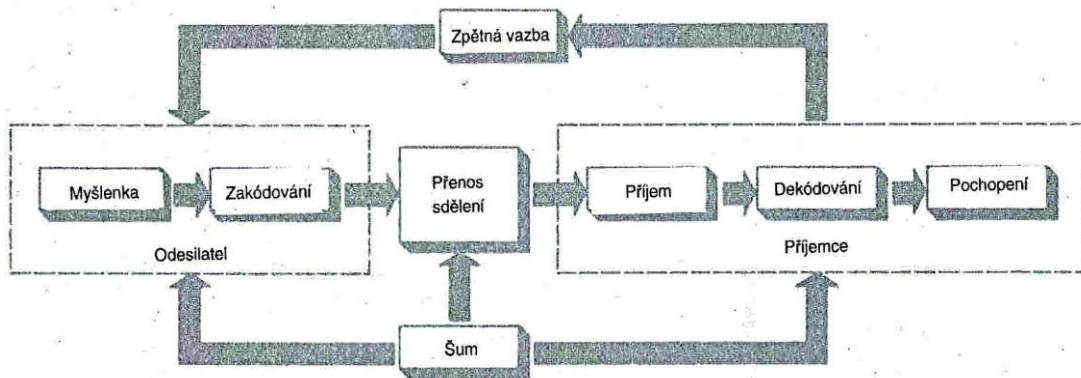 Zpětná vazba
Myšlenka
Zakódování
Přenos
sdělení
Příjem
Dekódování
Pochopení
Odesilatel
Příjemce
Šum